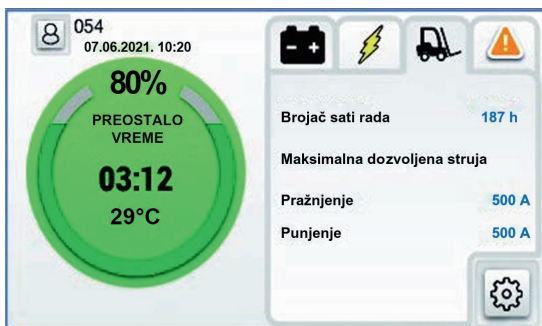 054
07.06.2021. 10:20
80%
PREOSTALO
VREME
03:12
29°C
Brojač sati rada 187 h
Maksimalna dozvoljena struja
Pražnjenje 500 A
Punjenje 500 A